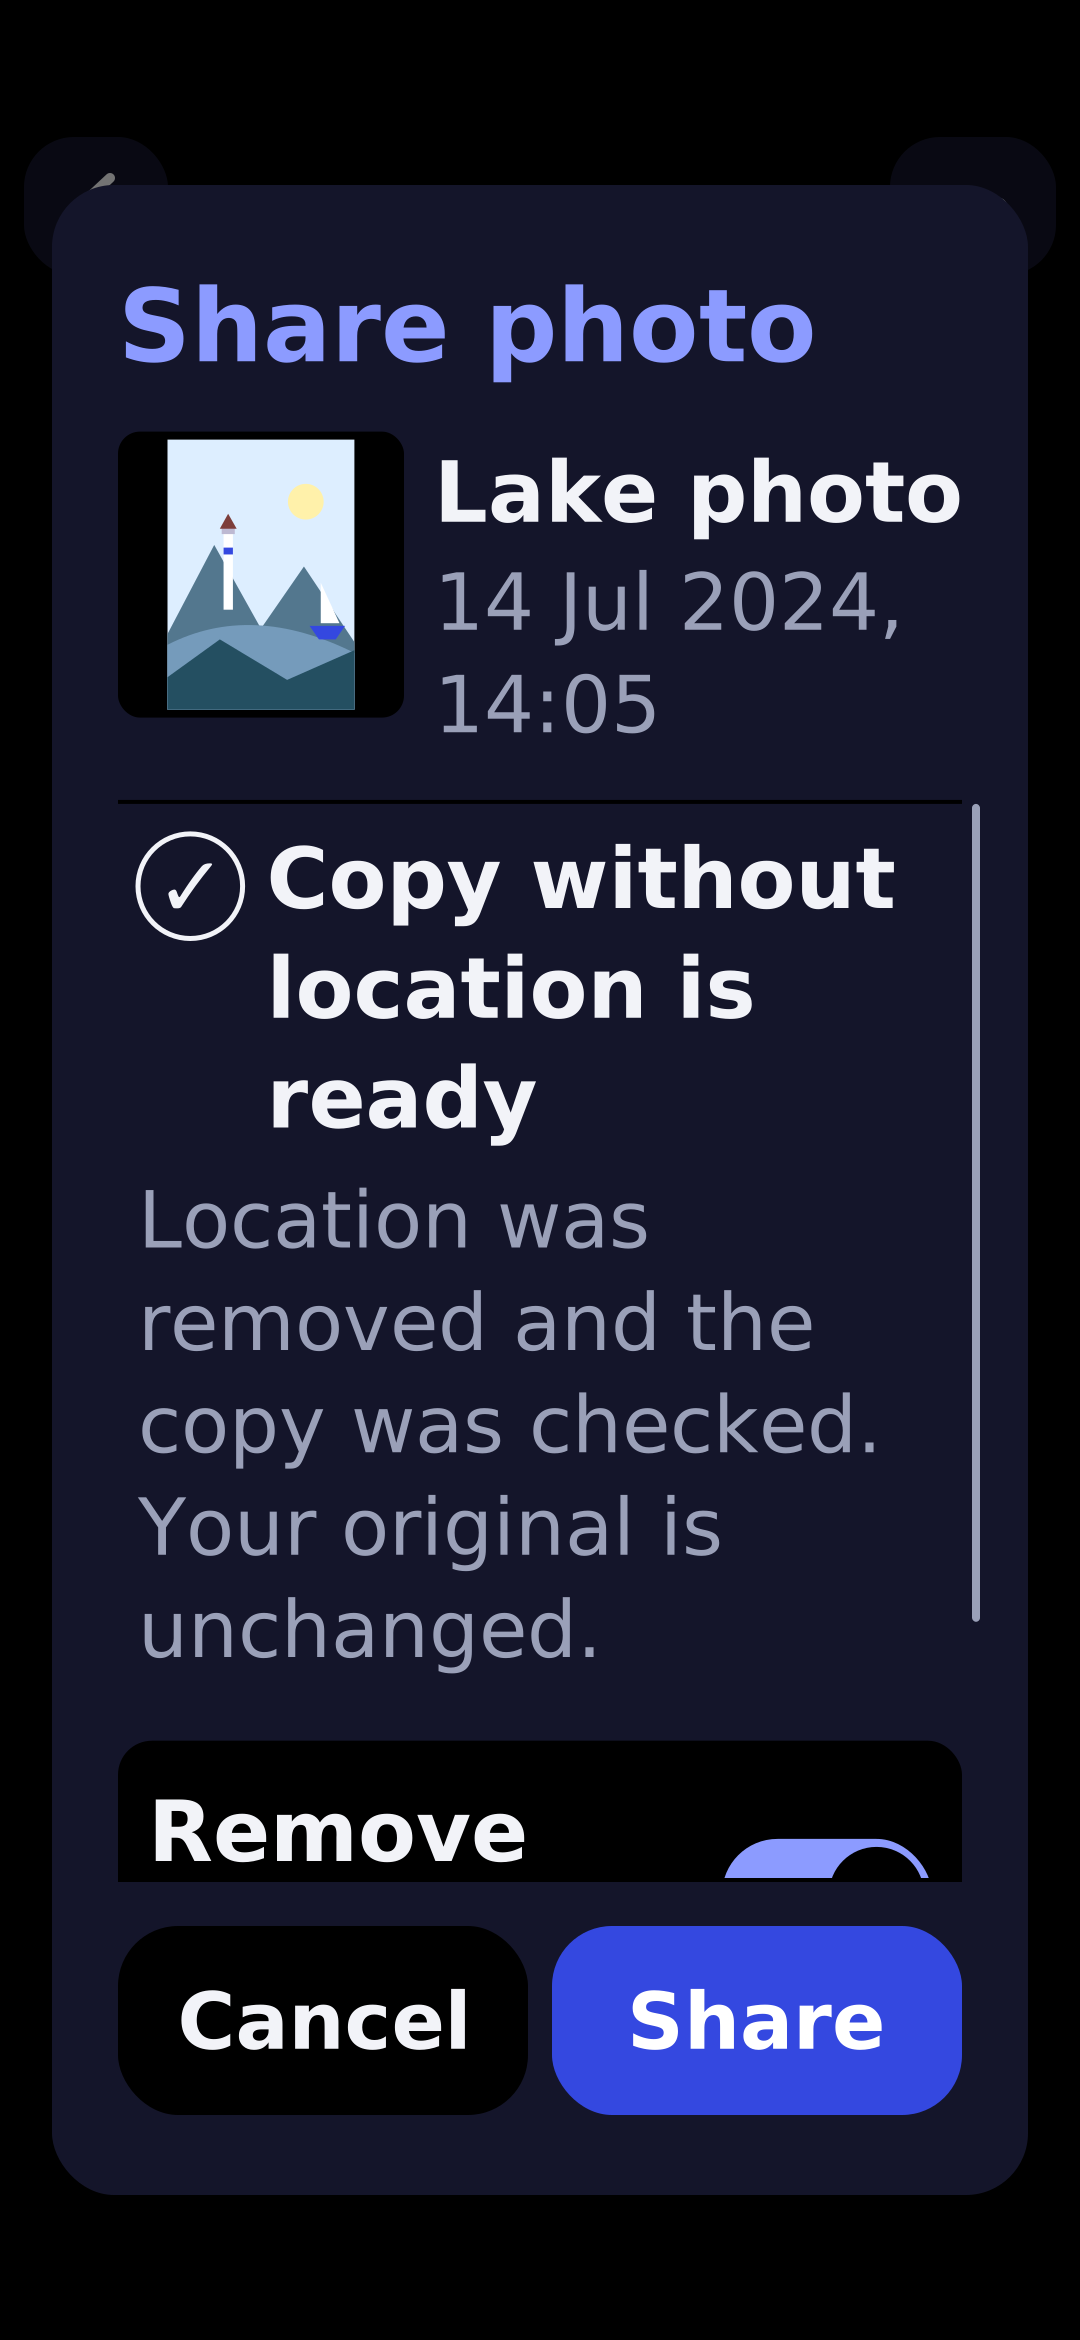 Share photo
Lake photo
14 Jul 2024,
14:05
✓ Copy without
location is
ready
Location was
removed and the
copy was checked.
Your original is
unchanged.
Remove
Cancel
Share